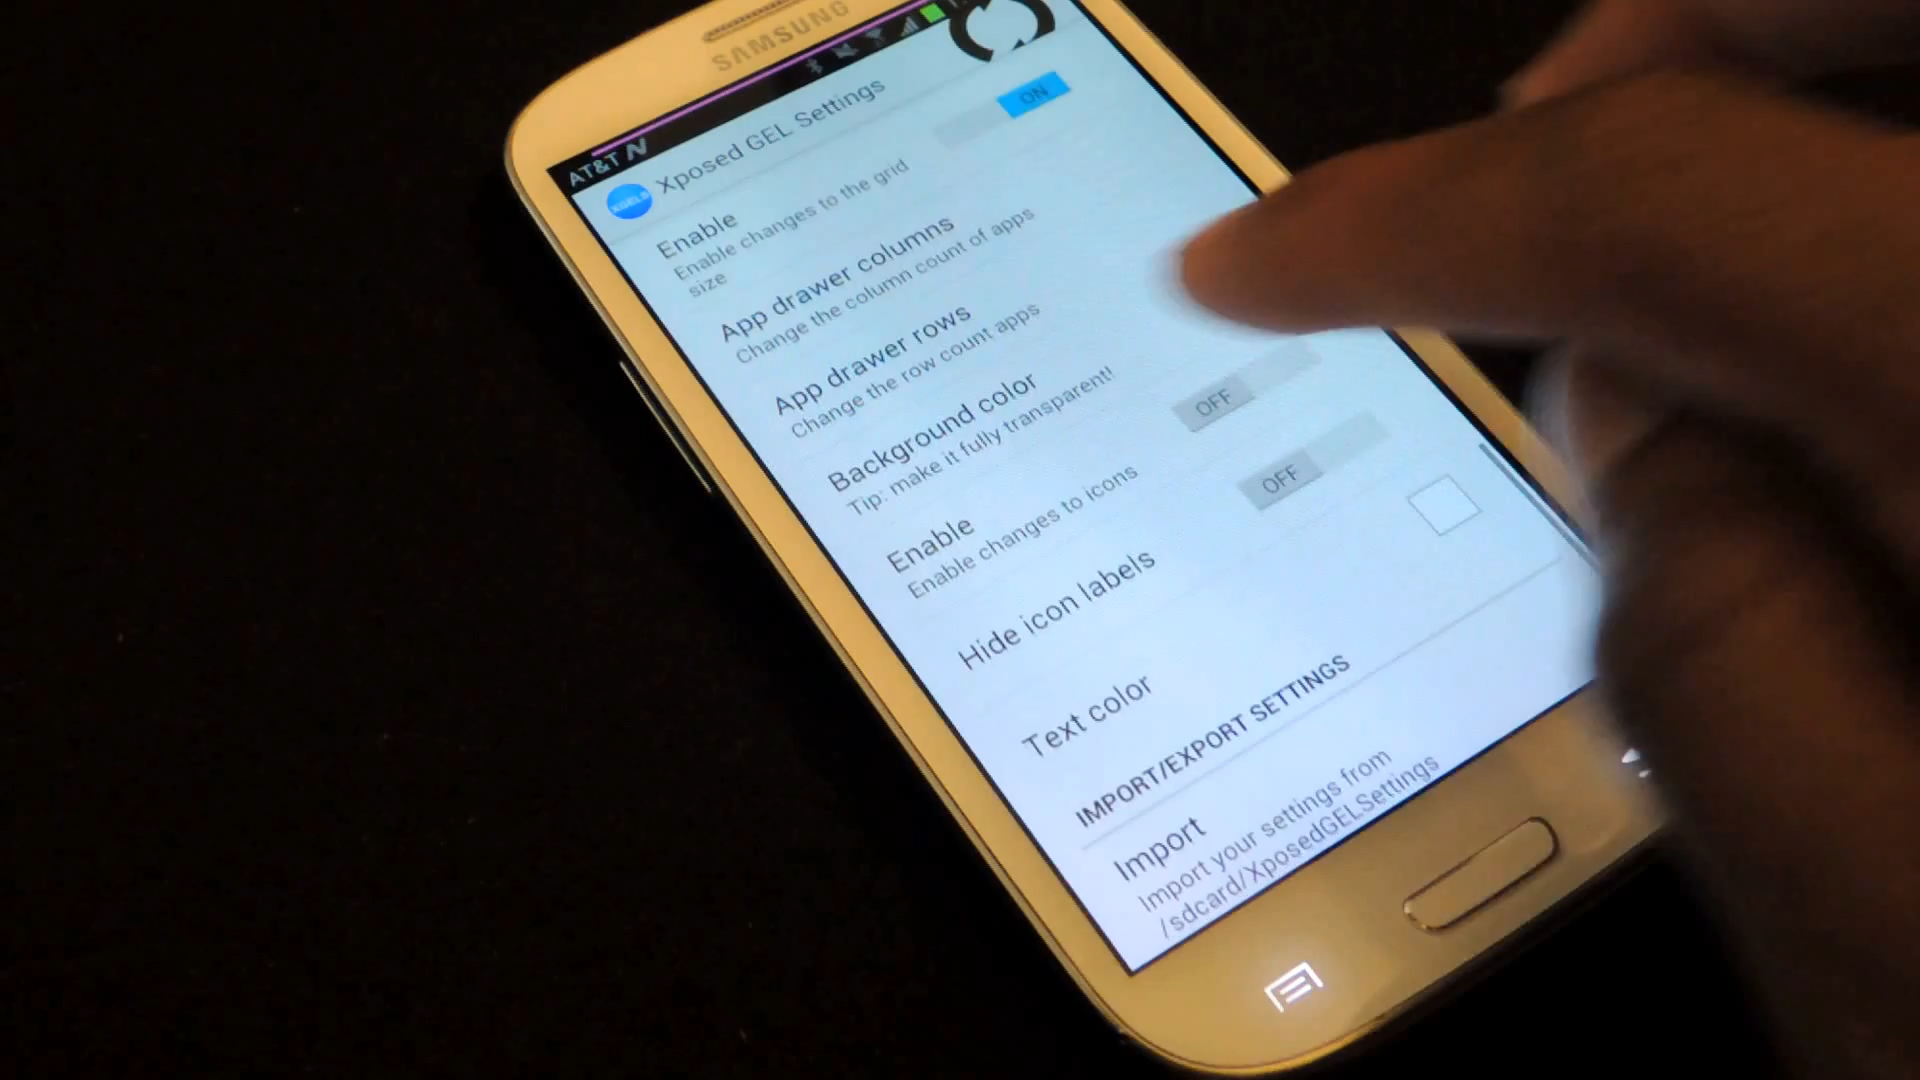 SAMSUNG
AT&T
XGELS
Xposed GEL Settings
Enable
ON
Enable changes to the grid
size
App drawer columns
Change the column count of apps
App drawer rows
Change the row count apps
Background color
Tip: make it fully transparent!
Enable
OFF
Enable changes to icons
Hide icon labels
OFF
Text color
IMPORT/EXPORT SETTINGS
Import
Import your settings from
/sdcard/XposedGELSettings